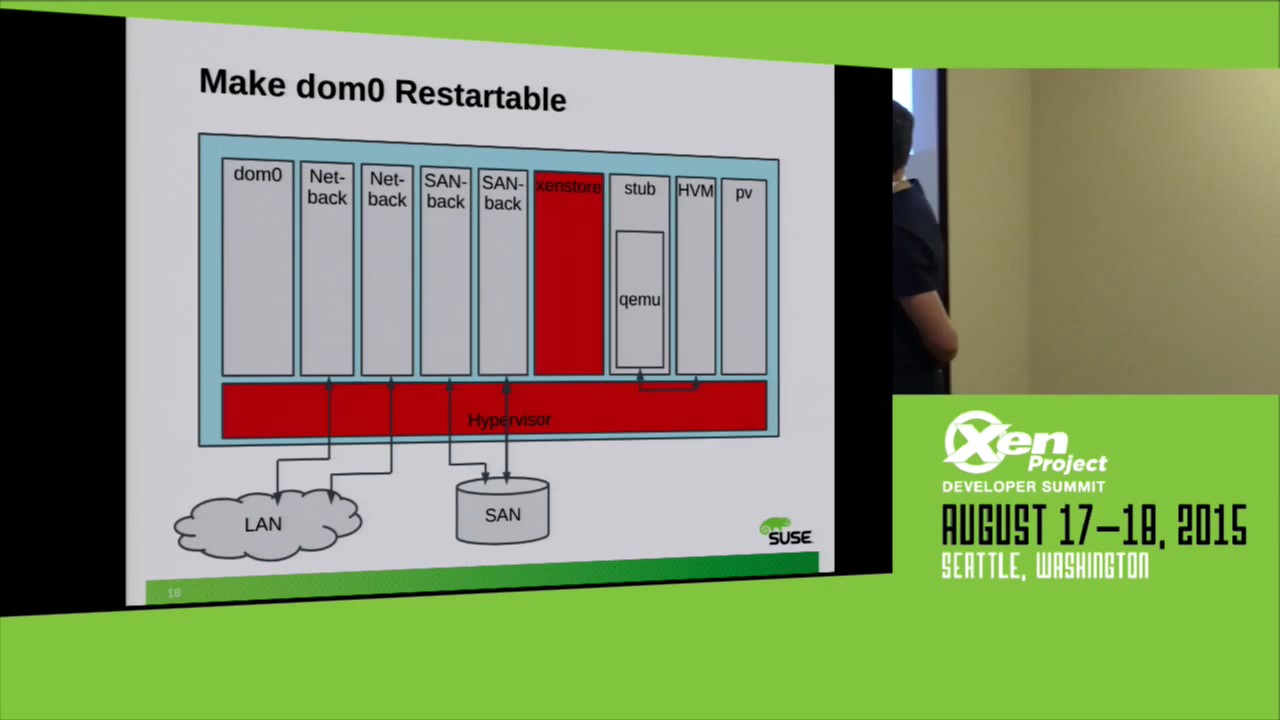 Make dom0 Restartable
dom0
Net-
back
Net-
back
SAN-
back
SAN-
back
xenstore
stub
HVM
pv
qemu
Hypervisor
LAN
SAN
SUSE
18
Xen
Project
DEVELOPER SUMMIT
AUGUST 17–18, 2015
SEATTLE, WASHINGTON